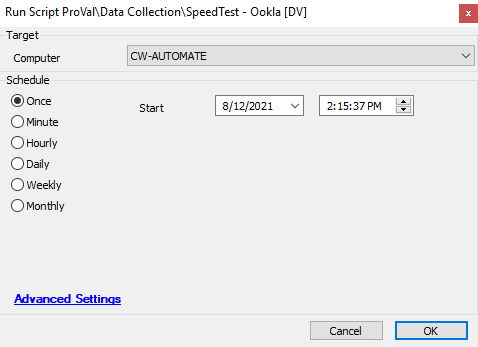 Run Script ProVal\Data Collection\SpeedTest - Ookla [DV] x
Target
Computer CW-AUTOMATE
Schedule
Once Start 8/12/2021 2:15:37 PM
Minute
Hourly
Daily
Weekly
Monthly
Advanced Settings
Cancel OK